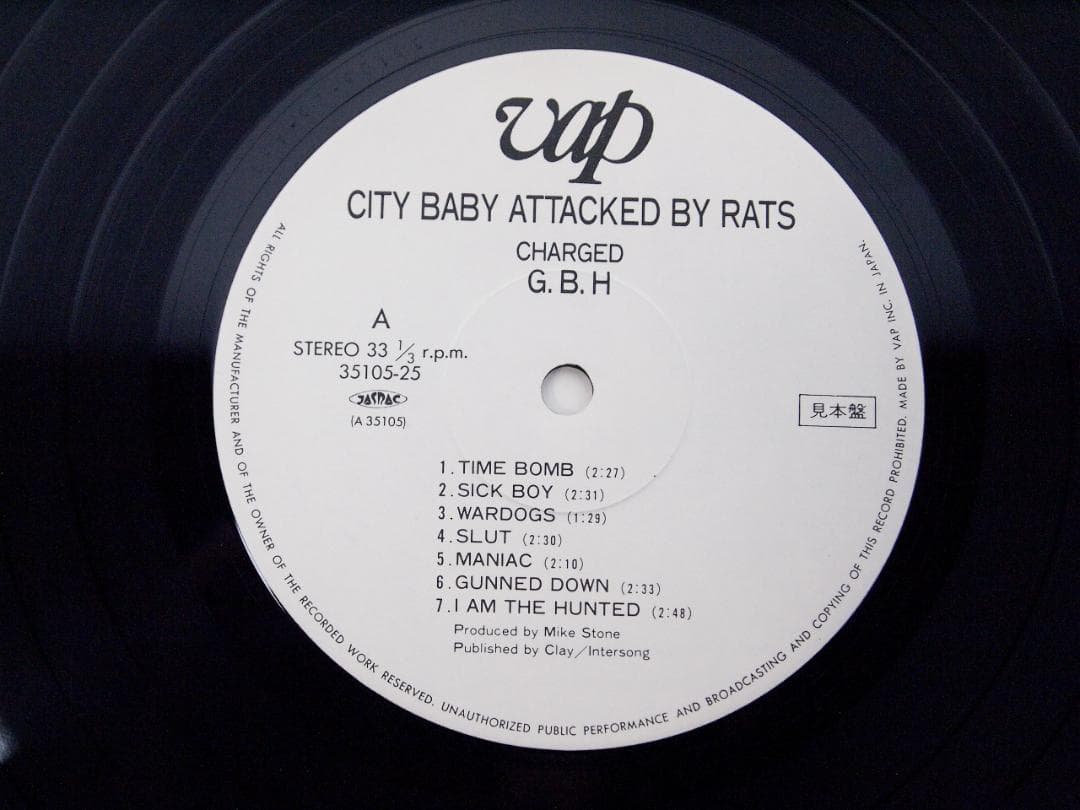 vap
CITY BABY ATTACKED BY RATS
CHARGED
G.B.H
A
STEREO 33 1/3 r.p.m.
35105-25
JASRAC
(A 35105)
見本盤
1.TIME BOMB (2:27)
2.SICK BOY (2:31)
3.WARDOGS (1:29)
4.SLUT (2:30)
5.MANIAC (2:10)
6.GUNNED DOWN (2:33)
7.I AM THE HUNTED (2:48)
Produced by Mike Stone
Published by Clay/Intersong
ALL RIGHTS OF THE MANUFACTURER AND OF THE OWNER OF THE RECORDED WORK RESERVED. UNAUTHORIZED PUBLIC PERFORMANCE AND BROADCASTING AND COPYING OF THIS RECORD PROHIBITED. MADE BY VAP INC. IN JAPAN.